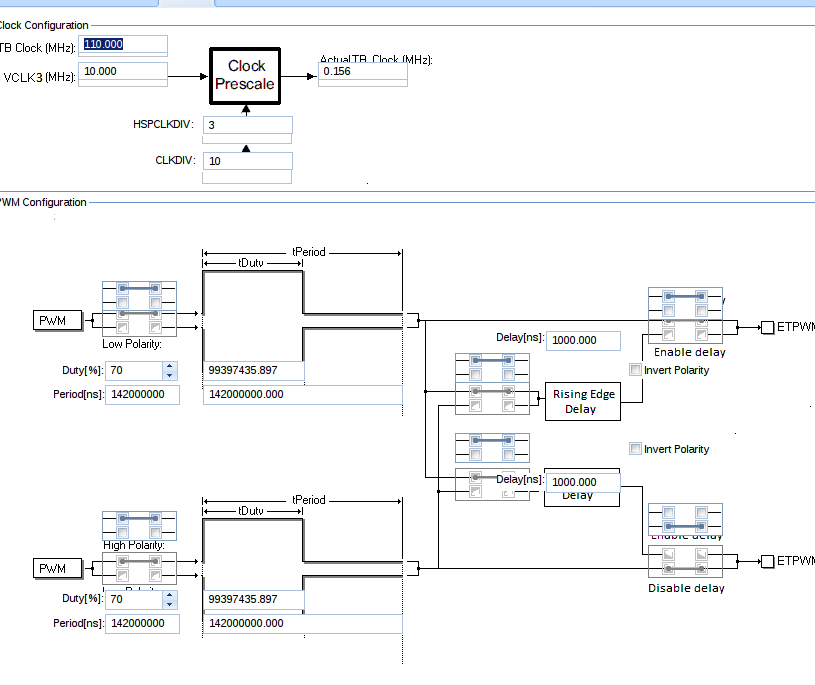 Clock Configuration
TB Clock (MHz):
110.000
VCLK3 (MHz):
10.000
Clock
Prescale
Actual TB Clock (MHz):
0.156
HSPCLKDIV:
3
CLKDIV:
10
PWM Configuration
tPeriod
tDuty
PWM
Low Polarity:
Duty[%]:
70
99397435.897
Period[ns]:
142000000
142000000.000
Delay[ns]:
1000.000
Enable delay
ETPWM
Invert Polarity
Rising Edge
Delay
Invert Polarity
Delay[ns]:
1000.000
Delay
tPeriod
tDuty
High Polarity:
PWM
Duty[%]:
70
99397435.897
Period[ns]:
142000000
142000000.000
Enable delay
ETPWM
Disable delay